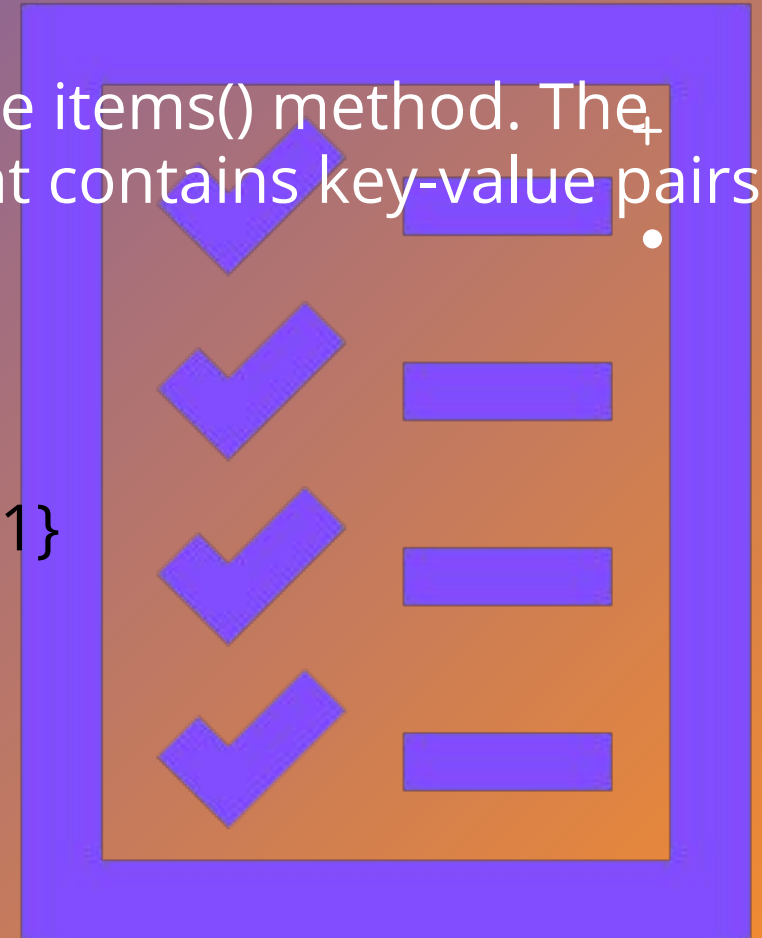 e items() method. The
t contains key-value pairs
1}